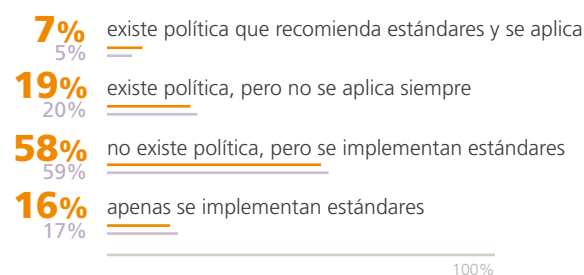 7% existe política que recomienda estándares y se aplica
5%
19% existe política, pero no se aplica siempre
20%
58% no existe política, pero se implementan estándares
59%
16% apenas se implementan estándares
17%
100%